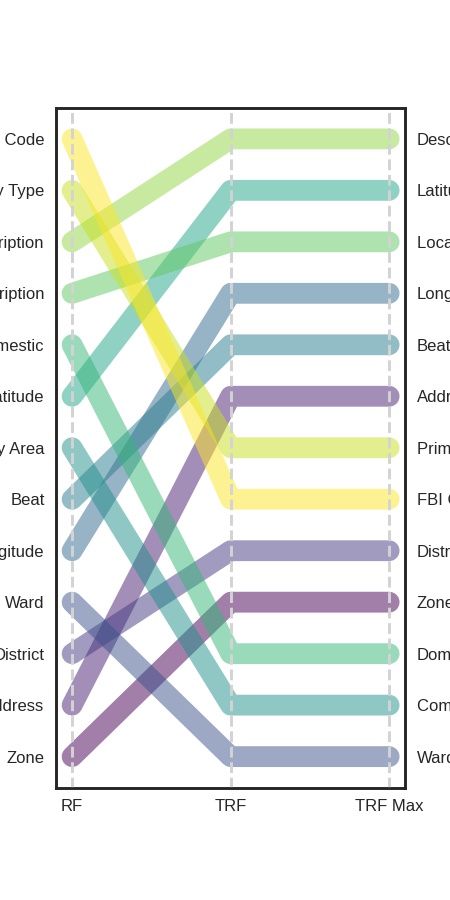 Code
Desc
y Type
Latitu
ription
Loca
ription
Long
mestic
Beat
atitude
Addr
y Area
Prim
Beat
FBI
gitude
Distr
Ward
Zone
District
Dom
ddress
Com
Zone
Ward
RF TRF TRF Max